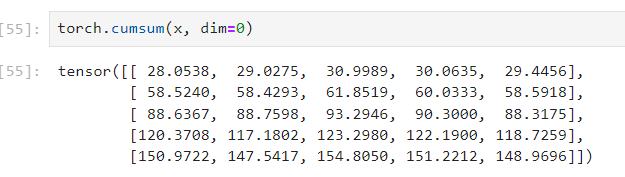 [55]: torch.cumsum(x, dim=0)
[55]: tensor([[ 28.0538,  29.0275,  30.9989,  30.0635,  29.4456],
        [ 58.5240,  58.4293,  61.8519,  60.0333,  58.5918],
        [ 88.6367,  88.7598,  93.2946,  90.3000,  88.3175],
        [120.3708, 117.1802, 123.2980, 122.1900, 118.7259],
        [150.9722, 147.5417, 154.8050, 151.2212, 148.9696]])